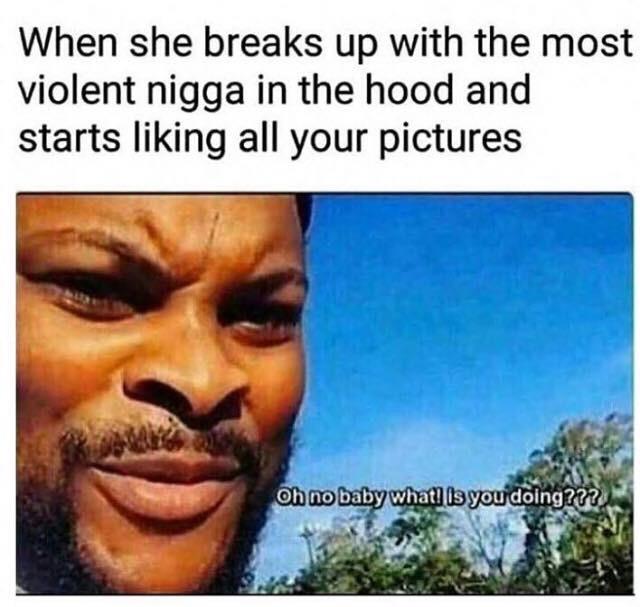 When she breaks up with the most
violent nigga in the hood and
starts liking all your pictures
Oh no baby what! is you doing???